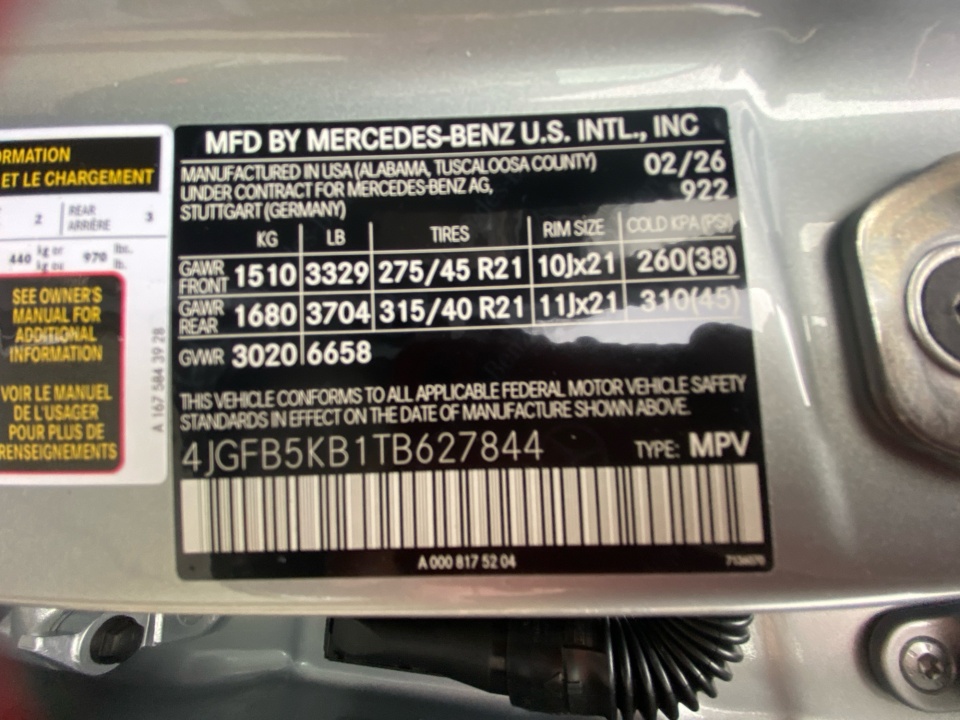 ORMATION
ET LE CHARGEMENT
2 REAR ARRIÈRE 3
440 kg or kg ou 970 lbs. lb.
SEE OWNER'S
MANUAL FOR
ADDITIONAL
INFORMATION
VOIR LE MANUEL
DE L'USAGER
POUR PLUS DE
RENSEIGNEMENTS
A 167 584 39 28
MFD BY MERCEDES-BENZ U.S. INTL., INC
MANUFACTURED IN USA (ALABAMA, TUSCALOOSA COUNTY) 02/26
UNDER CONTRACT FOR MERCEDES-BENZ AG, 922
STUTTGART (GERMANY)
KG LB TIRES RIM SIZE COLD KPA (PSI)
GAWR FRONT 1510 3329 275/45 R21 10Jx21 260(38)
GAWR REAR 1680 3704 315/40 R21 11Jx21 310(45)
GVWR 3020 6658
THIS VEHICLE CONFORMS TO ALL APPLICABLE FEDERAL MOTOR VEHICLE SAFETY
STANDARDS IN EFFECT ON THE DATE OF MANUFACTURE SHOWN ABOVE.
4JGFB5KB1TB627844 TYPE: MPV
A 000 817 52 04